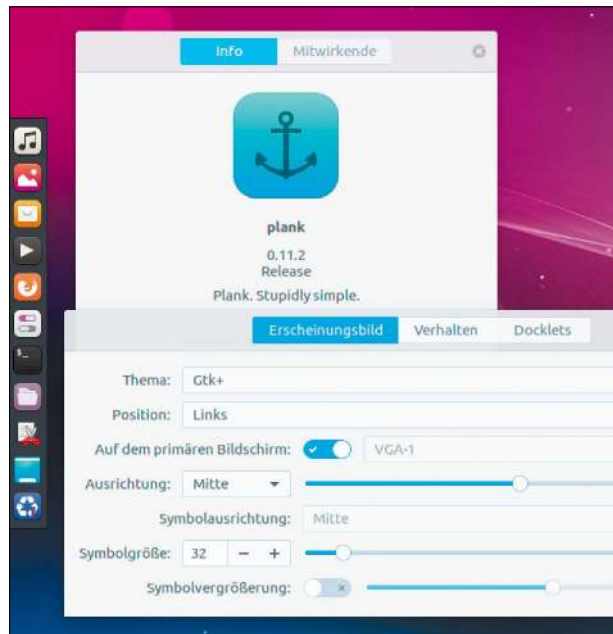 Info Mitwirkende
plank
0.11.2
Release
Plank. Stupidly simple.
Erscheinungsbild Verhalten Docklets
Thema: Gtk+
Position: Links
Auf dem primären Bildschirm: VGA-1
Ausrichtung: Mitte
Symbolausrichtung: Mitte
Symbolgröße: 32 − +
Symbolvergrößerung: